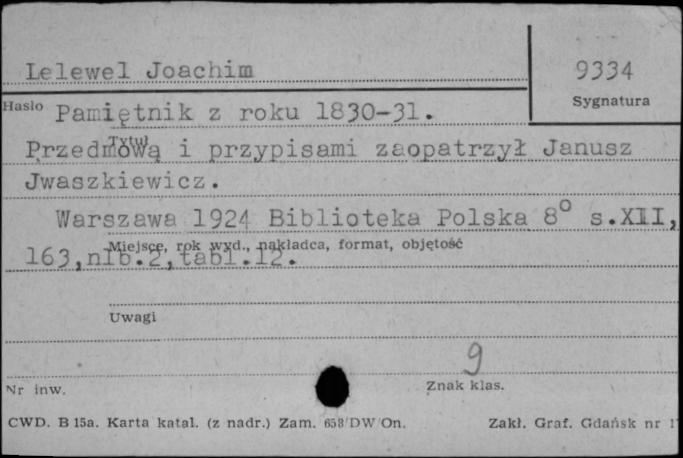 Lelewel Joachim
9334
Sygnatura
Hasło Pamiętnik z roku 1830-31.
Tytuł
Przedmową i przypisami zaopatrzył Janusz
Jwaszkiewicz.
Warszawa 1924 Biblioteka Polska 8° s.XII,
Miejsce, rok wyd., nakładca, format, objętość
163,nlb.2,tabl.12.
Uwagi
9
Nr inw.
Znak klas.
CWD. B 15a. Karta katal. (z nadr.) Zam. 658/DW/On.
Zakł. Graf. Gdańsk nr